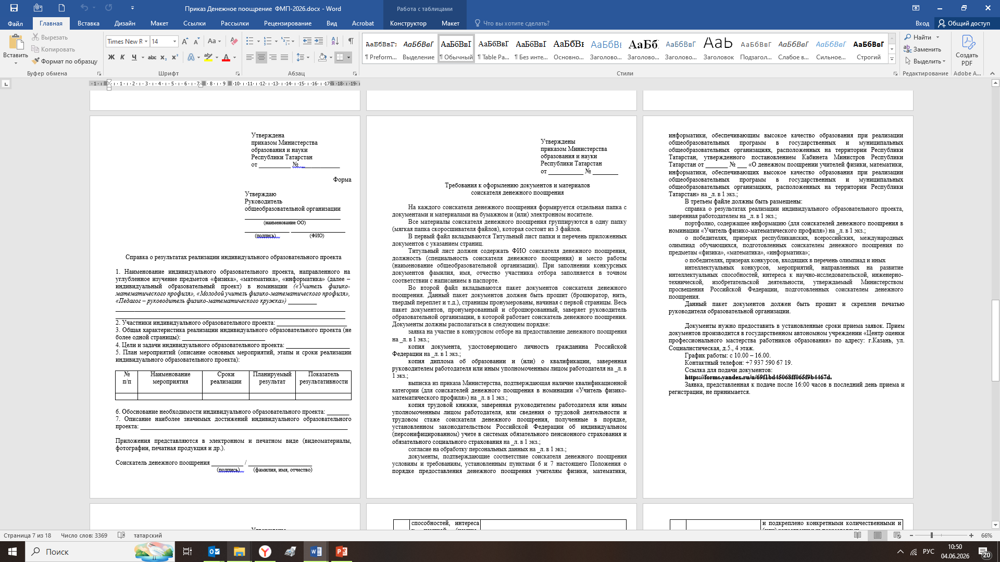 Приказ Денежное поощрение ФМП-2026.docx - Word
Работа с таблицами
Файл
Главная
Вставка
Дизайн
Макет
Ссылки
Рассылки
Рецензирование
Вид
Acrobat
Конструктор
Макет
Что вы хотите сделать?
Вход
Общий доступ
Вставить
Вырезать
Копировать
Формат по образцу
Буфер обмена
Times New R
14
Aa
Ж К Ч abc x₂ x²
Шрифт
Абзац
АаБбВвГг АаБбВвГ АаБбВвГ АаБбВвГ АаБбВвГ АаБбВ АаБбВ АаБб. АаБбВвГ АаЬ АаБбВвГ АаБбВвГ АаБбВвГ АаБбВвГ
¶ Preform... Выделение ¶ Обычный ¶ Table Pa... ¶ Без инте... Основно... Заголово... Заголово... Заголово... Заголовок Подзагол... Слабое в... Сильное... Строгий
Стили
Найти
Заменить
Выделить
Редактирование
Создать PDF
Adobe A...
Утверждена
приказом Министерства
образования и науки
Республики Татарстан
от __________ № ____________
Форма
Утверждаю
Руководитель
общеобразовательной организации
______________________________
(наименование ОО)
______________ _________________
(подпись) (ФИО)
Справка о результатах реализации индивидуального образовательного проекта
1. Наименование индивидуального образовательного проекта, направленного на
углубленное изучение предметов «физика», «математика», «информатика» (далее –
индивидуальный образовательный проект) в номинации («Учитель физико-
математического профиля», «Молодой учитель физико-математического профиля»,
«Педагог – руководитель физико-математического кружка») _________
________________________________________________________________________
________________________________________________________________________
2. Участники индивидуального образовательного проекта: ______________________
3. Общая характеристика реализации индивидуального образовательного проекта (не
более одной страницы): __________________________
4. Цели и задачи индивидуального образовательного проекта: ____________________
5. План мероприятий (описание основных мероприятий, этапы и сроки реализации
индивидуального образовательного проекта):
№ п/п
Наименование мероприятия
Сроки реализации
Планируемый результат
Показатель результативности
6. Обоснование необходимости индивидуального образовательного проекта: _______
7. Описание наиболее значимых достижений индивидуального образовательного
проекта: _________________________________________________________________
Приложения представляются в электронном и печатном виде (видеоматериалы,
фотографии, печатная продукция и др.).
Соискатель денежного поощрения __________ / ____________________
(подпись) (фамилия, имя, отчество)
Утверждены
приказом Министерства
образования и науки
Республики Татарстан
от ___________ № ________
Требования к оформлению документов и материалов
соискателя денежного поощрения
На каждого соискателя денежного поощрения формируется отдельная папка с
документами и материалами на бумажном и (или) электронном носителе.
Все материалы соискателя денежного поощрения группируются в одну папку
(мягкая папка скоросшивателя файлов), которая состоит из 3 файлов.
В первый файл вкладываются Титульный лист папки и перечень приложенных
документов с указанием страниц.
Титульный лист должен содержать ФИО соискателя денежного поощрения,
должность (специальность соискателя денежного поощрения) и место работы
(наименование общеобразовательной организации). При заполнении конкурсных
документов фамилия, имя, отчество участника отбора заполняется в точном
соответствии с написанием в паспорте.
Во второй файл вкладываются пакет документов соискателя денежного
поощрения. Данный пакет документов должен быть прошит (брошюратор, нить,
твердый переплет и т.д.), страницы пронумерованы, начиная с первой страницы. Весь
пакет документов, пронумерованный и сброшюрованный, заверяет руководитель
образовательной организации, в которой работает соискатель денежного поощрения.
Документы должны располагаться в следующем порядке:
заявка на участие в конкурсном отборе на предоставление денежного поощрения
на _л. в 1 экз.;
копия документа, удостоверяющего личность гражданина Российской
Федерации на _л. в 1 экз.;
копия диплома об образовании и (или) о квалификации, заверенная
руководителем работодателя или иным уполномоченным лицом работодателя на _л. в
1 экз.;
выписка из приказа Министерства, подтверждающая наличие квалификационной
категории (для соискателей денежного поощрения в номинации «Учитель физико-
математического профиля») на _л. в 1 экз.;
копия трудовой книжки, заверенная руководителем работодателя или иным
уполномоченным лицом работодателя, или сведения о трудовой деятельности и
трудовом стаже соискателя денежного поощрения, полученные в порядке,
установленном законодательством Российской Федерации об индивидуальном
(персонифицированном) учете в системах обязательного пенсионного страхования и
обязательного социального страхования на _л. в 1 экз.;
согласие на обработку персональных данных на _л. в 1 экз.;
документы, подтверждающие соответствие соискателя денежного поощрения
условиям и требованиям, установленным пунктами 6 и 7 настоящего Положения о
порядке предоставления денежного поощрения учителям физики, математики,
информатики, обеспечивающим высокое качество образования при реализации
общеобразовательных программ в государственных и муниципальных
общеобразовательных организациях, расположенных на территории Республики
Татарстан, утвержденного постановлением Кабинета Министров Республики
Татарстан от _______ № ___ «О денежном поощрении учителей физики, математики,
информатики, обеспечивающих высокое качество образования при реализации
общеобразовательных программ в государственных и муниципальных
общеобразовательных организациях, расположенных на территории Республики
Татарстан» на _л. в 1 экз.;
В третьем файле должны быть размещены:
справка о результатах реализации индивидуального образовательного проекта,
заверенная работодателем на _л. в 1 экз.;
портфолио, содержащее информацию (для соискателей денежного поощрения в
номинации «Учитель физико-математического профиля») на _л. в 1 экз.;
о победителях, призерах республиканских, всероссийских, международных
олимпиад обучающихся, подготовленных соискателем денежного поощрения по
предметам «физика», «математика», «информатика»;
о победителях, призерах конкурсов, входящих в перечень олимпиад и иных
интеллектуальных конкурсов, мероприятий, направленных на развитие
интеллектуальных способностей, интереса к научно-исследовательской, инженерно-
технической, изобретательской деятельности, утверждаемый Министерством
просвещения Российской Федерации, подготовленных соискателем денежного
поощрения.
Данный пакет документов должен быть прошит и скреплен печатью
руководителя образовательной организации.
Документы нужно предоставить в установленные сроки приема заявок. Прием
документов производится в государственном автономном учреждении «Центр оценки
профессионального мастерства работников образования» по адресу: г.Казань, ул.
Социалистическая, д.5., 4 этаж.
График работы: с 10.00 – 16.00.
Контактный телефон: +7 937 590 67 19.
Ссылка для подачи документов:
https://forms.yandex.ru/u/69f1bd45068ff065f9b4467d.
Заявка, представленная к подаче после 16:00 часов в последний день приема и
регистрации, не принимается.
способностей, интереса
и подкреплено конкретными количественными и
Страница 7 из 18
Число слов: 3369
татарский
66%
Поиск
РУС
10:50
04.06.2026
20